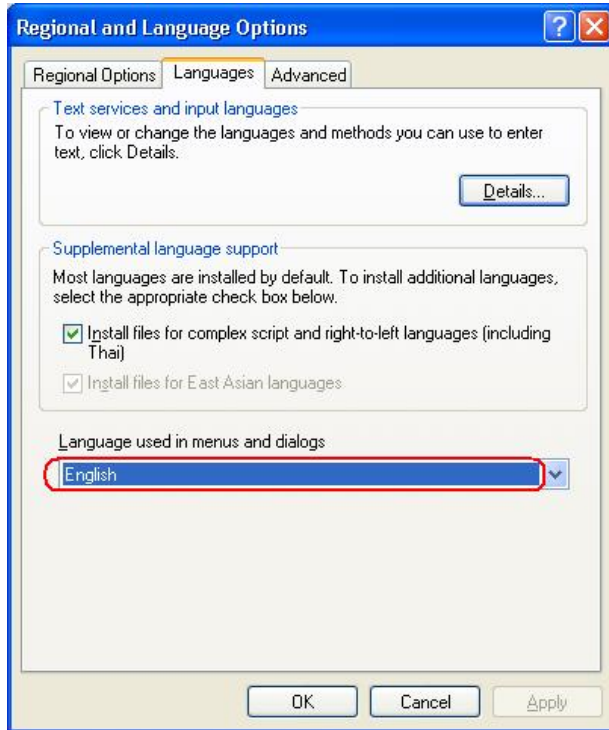 Regional and Language Options
Regional Options
Languages
Advanced
Text services and input languages
To view or change the languages and methods you can use to enter
text, click Details.
Details...
Supplemental language support
Most languages are installed by default. To install additional languages,
select the appropriate check box below.
Install files for complex script and right-to-left languages (including
Thai)
Install files for East Asian languages
Language used in menus and dialogs
English
OK
Cancel
Apply